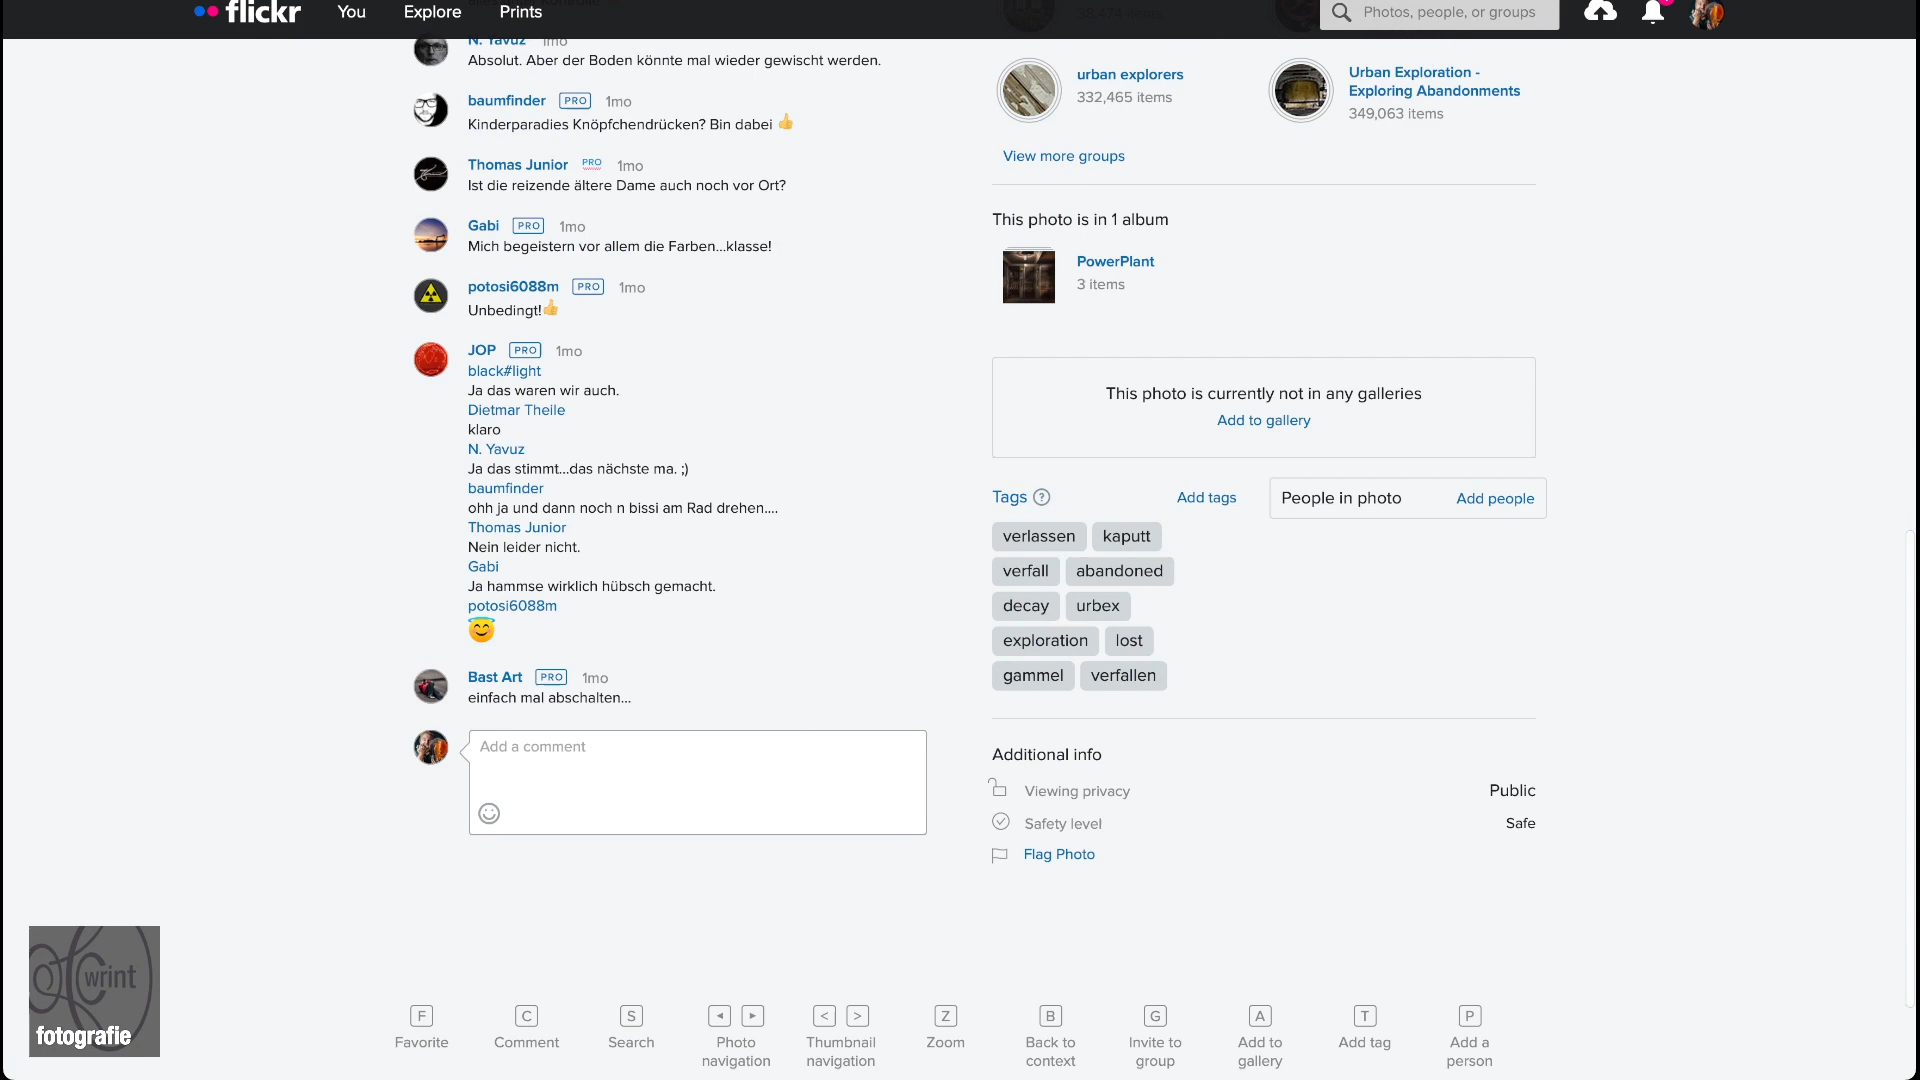 flickr
You
Explore
Prints
Photos, people, or groups
N. Yavuz 1mo
Absolut. Aber der Boden könnte mal wieder gewischt werden.
baumfinder PRO 1mo
Kinderparadies Knöpfchendrücken? Bin dabei 👍
Thomas Junior PRO 1mo
Ist die reizende ältere Dame auch noch vor Ort?
Gabi PRO 1mo
Mich begeistern vor allem die Farben...klasse!
potosi6088m PRO 1mo
Unbedingt!👍
JOP PRO 1mo
black#light
Ja das waren wir auch.
Dietmar Theile
klaro
N. Yavuz
Ja das stimmt...das nächste ma. ;)
baumfinder
ohh ja und dann noch n bissi am Rad drehen....
Thomas Junior
Nein leider nicht.
Gabi
Ja hammse wirklich hübsch gemacht.
potosi6088m
😇
Bast Art PRO 1mo
einfach mal abschalten...
Add a comment
38,474 items
urban explorers
332,465 items
Urban Exploration -
Exploring Abandonments
349,063 items
View more groups
This photo is in 1 album
PowerPlant
3 items
This photo is currently not in any galleries
Add to gallery
Tags ?
Add tags
People in photo
Add people
verlassen kaputt
verfall abandoned
decay urbex
exploration lost
gammel verfallen
Additional info
Viewing privacy Public
Safety level Safe
Flag Photo
wrint
fotografie
F
Favorite
C
Comment
S
Search
◂ ▸
Photo
navigation
< >
Thumbnail
navigation
Z
Zoom
B
Back to
context
G
Invite to
group
A
Add to
gallery
T
Add tag
P
Add a
person